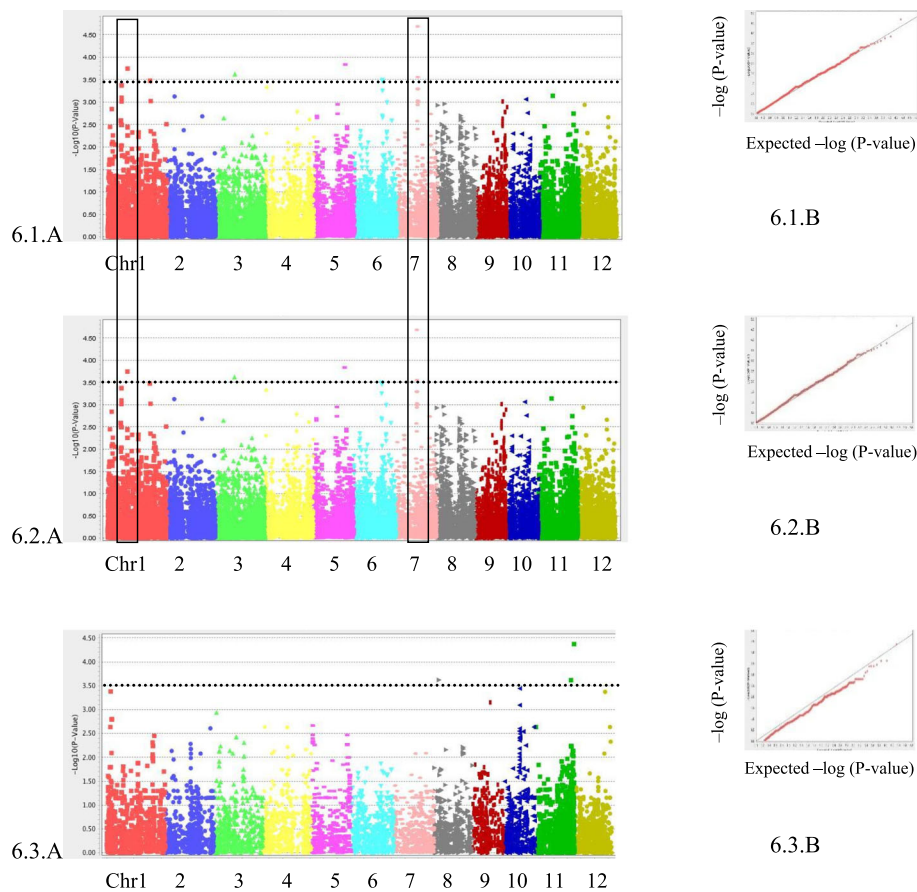 4.50
4.00
3.50
3.00
2.50
2.00
1.50
1.00
0.50
0.00
-Log10(P-Value)
6.1.A
Chr1 2 3 4 5 6 7 8 9 10 11 12
–log (P-value)
Expected –log (P-value)
6.1.B
4.50
4.00
3.50
3.00
2.50
2.00
1.50
1.00
0.50
0.00
-Log10(P-Value)
6.2.A
Chr1 2 3 4 5 6 7 8 9 10 11 12
–log (P-value)
Expected –log (P-value)
6.2.B
4.50
4.00
3.50
3.00
2.50
2.00
1.50
1.00
0.50
0.00
-Log10(P-Value)
6.3.A
Chr1 2 3 4 5 6 7 8 9 10 11 12
–log (P-value)
Expected –log (P-value)
6.3.B